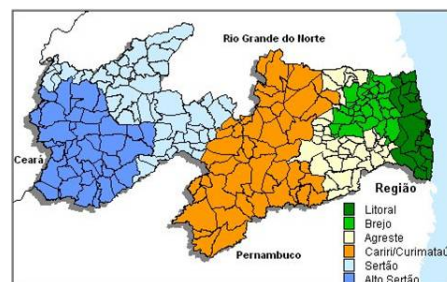 Rio Grande do Norte
Ceará
Pernambuco
Região
Litoral
Brejo
Agreste
Cariri/Curimataú
Sertão
Alto Sertão